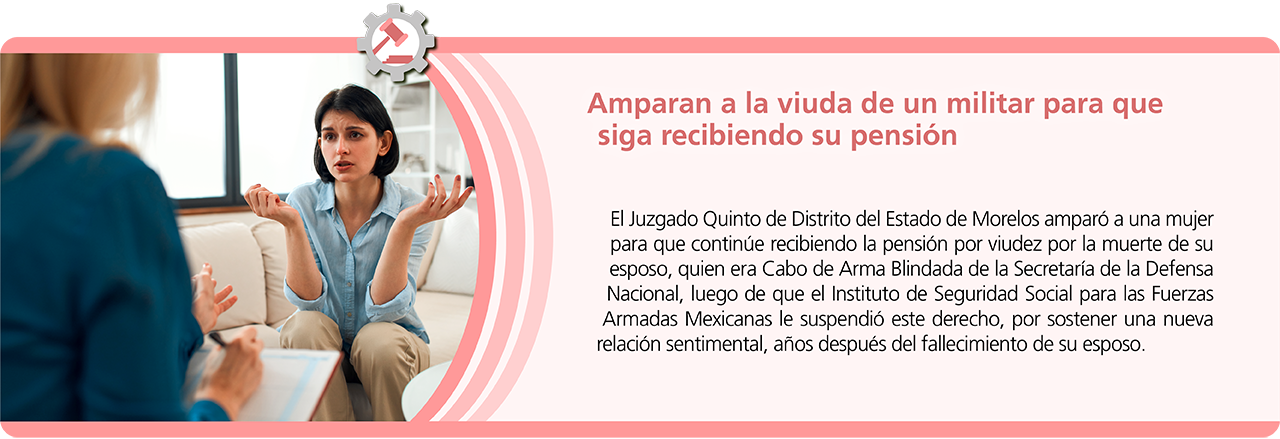 Amparan a la viuda de un militar para que
siga recibiendo su pensión
El Juzgado Quinto de Distrito del Estado de Morelos amparó a una mujer
para que continúe recibiendo la pensión por viudez por la muerte de su
esposo, quien era Cabo de Arma Blindada de la Secretaría de la Defensa
Nacional, luego de que el Instituto de Seguridad Social para las Fuerzas
Armadas Mexicanas le suspendió este derecho, por sostener una nueva
relación sentimental, años después del fallecimiento de su esposo.